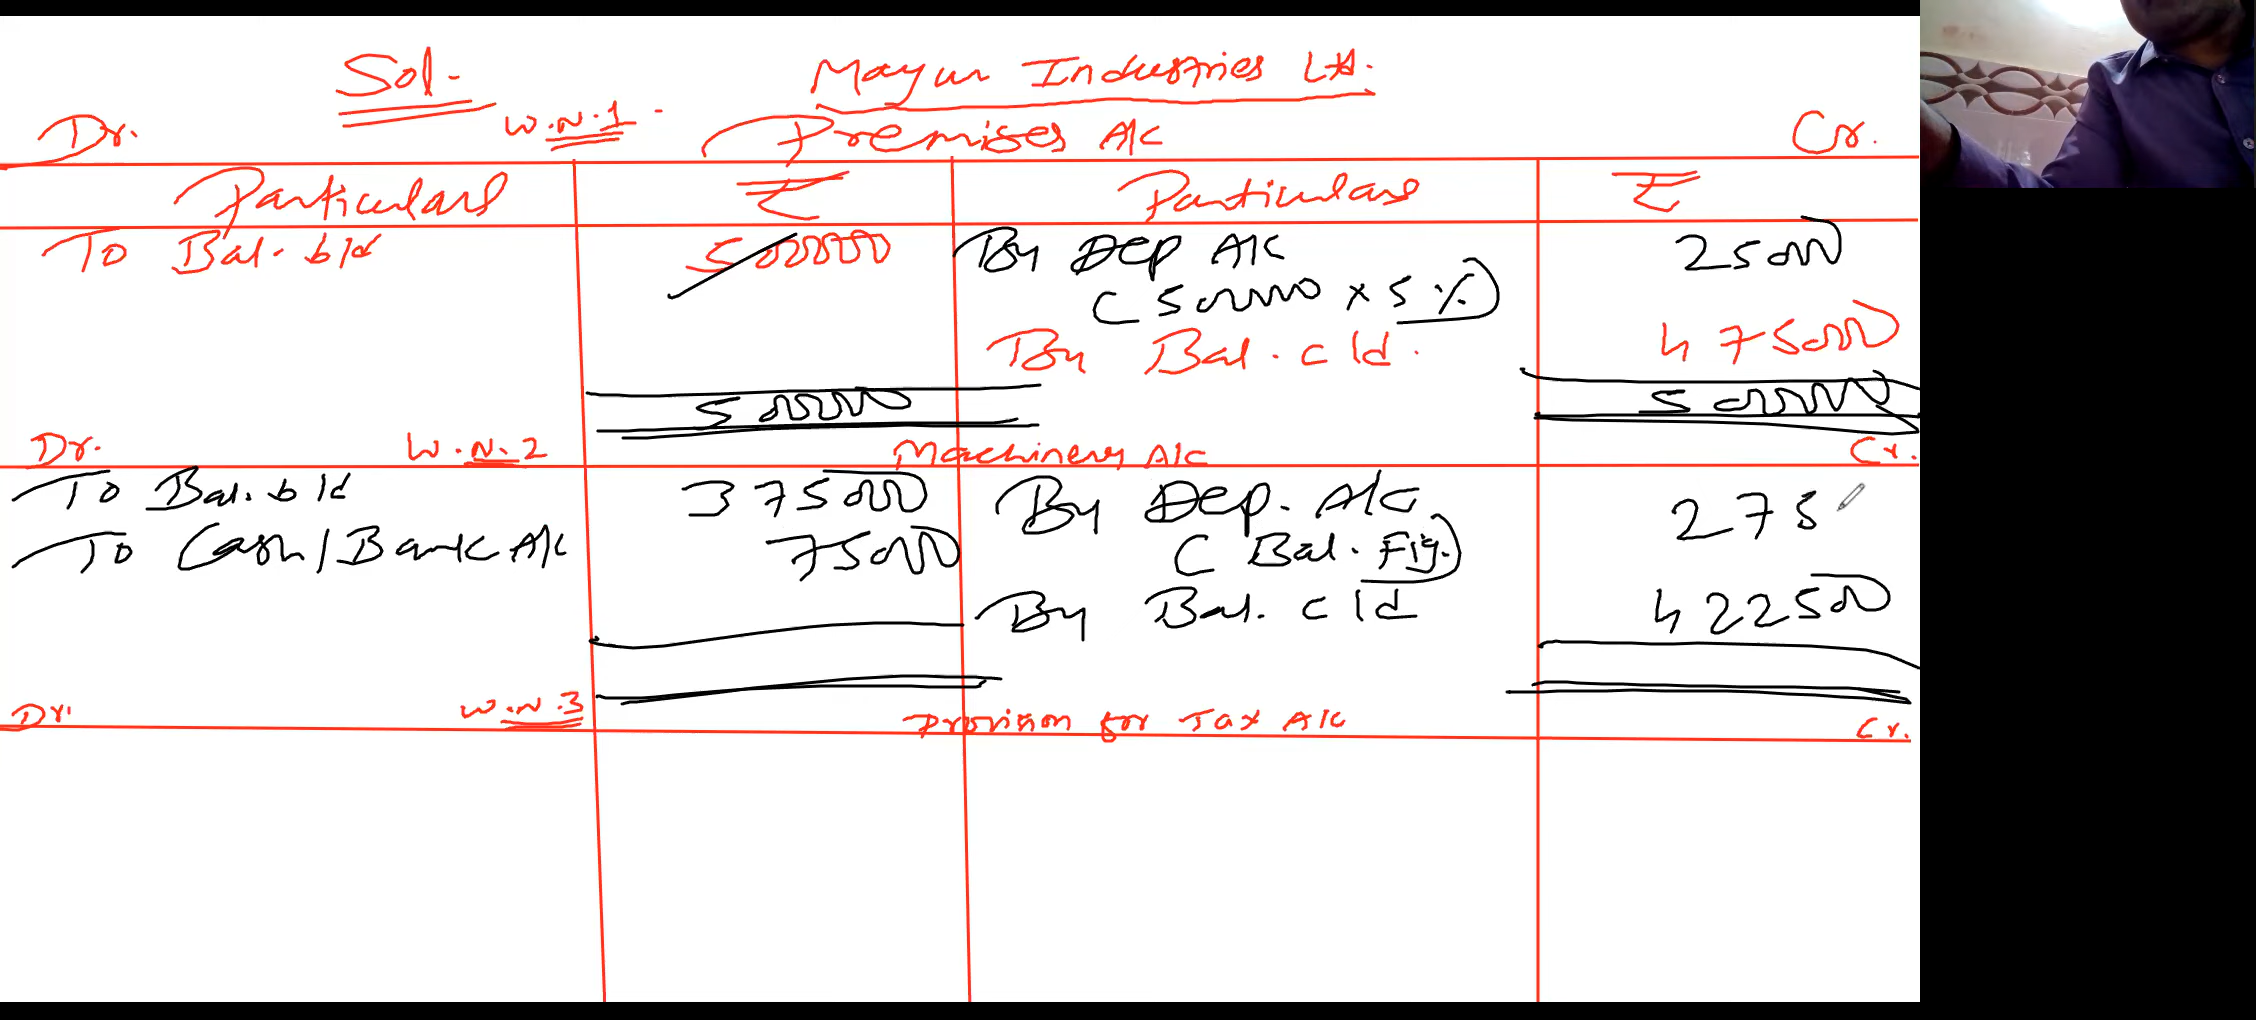 Sol.
Mayur Industries Ltd.
Dr. W.N.1 Premises A/c Cr.
Particulars ₹ Particulars ₹
To Bal. b/d 500000 By Dep A/c 25000
( 500000 x 5 %)
By Bal. c/d. 475000
500000 500000
Dr. W.N.2 Machinery A/c Cr.
To Bal. b/d 375000 By Dep. A/c 275
To Cash/Bank A/c 75000 ( Bal. Fig.)
By Bal. c/d 422500
Dr. W.N.3 Provision for Tax A/c Cr.